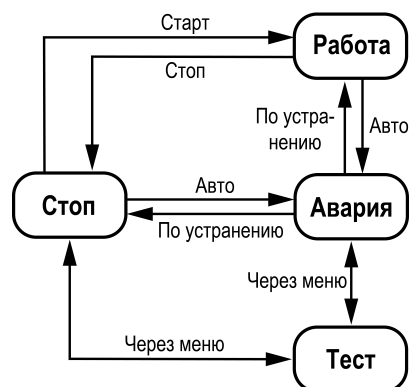 Старт
Работа
Стоп
По устра-
нению
Авто
Стоп
Авто
Авария
По устранению
Через меню
Через меню
Тест